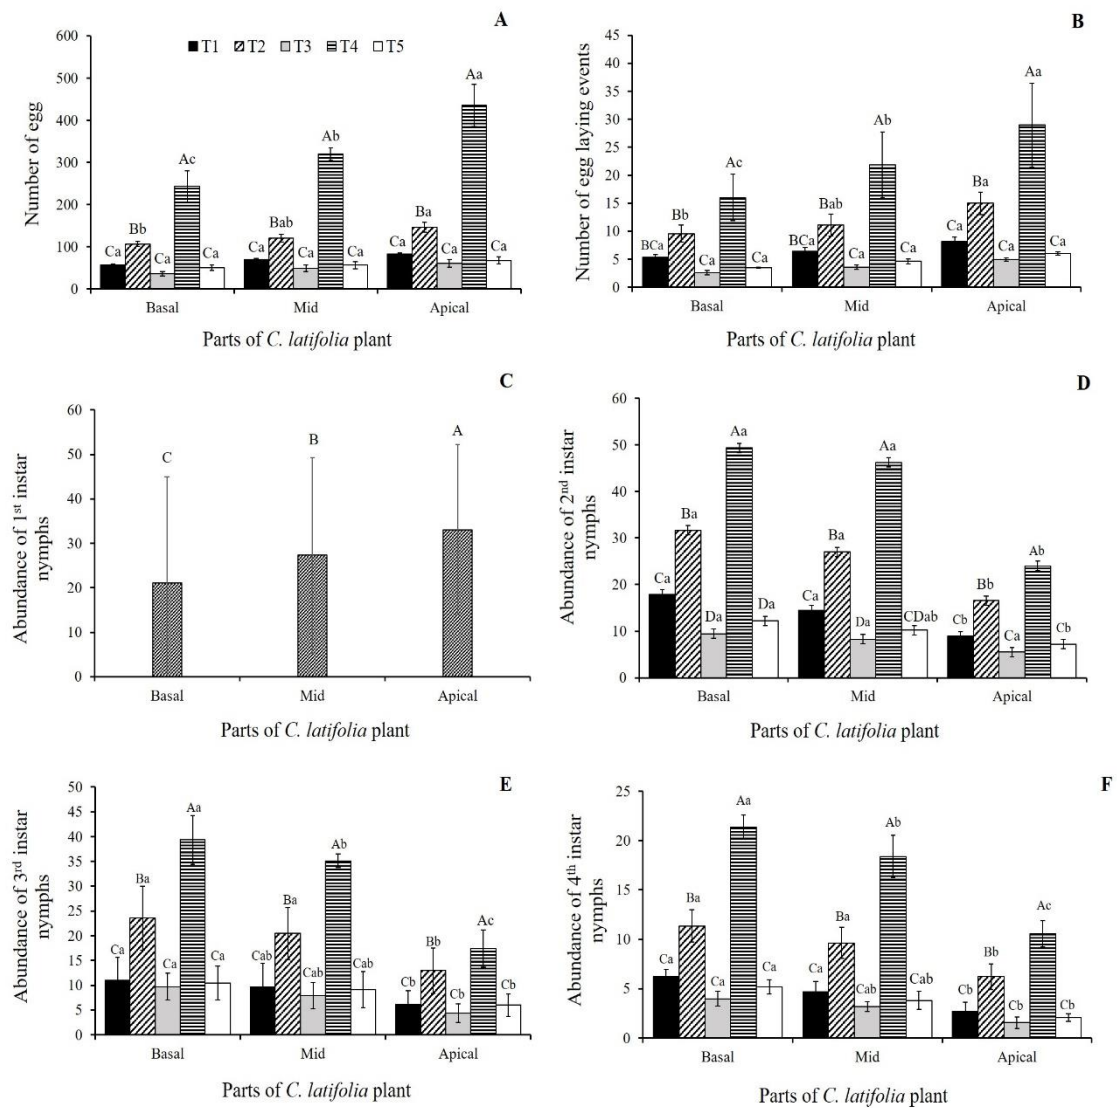 A
T1 T2 T3 T4 T5
Number of egg
600
500
400
300
200
100
0
Ca Bb Ca Ac Ca
Ca Bab Ca Ab Ca
Ca Ba Ca Aa Ca
Basal Mid Apical
Parts of C. latifolia plant
B
Number of egg laying events
45
40
35
30
25
20
15
10
5
0
BCa Bb Ca Ac Ca
BCa Bab Ca Ab Ca
Ca Ba Ca Aa Ca
Basal Mid Apical
Parts of C. latifolia plant
C
Abundance of 1st instar
nymphs
60
50
40
30
20
10
0
C B A
Basal Mid Apical
Parts of C. latifolia plant
D
Abundance of 2nd instar
nymphs
60
50
40
30
20
10
0
Ca Ba Da Aa Da
Ca Ba Da Aa CDab
Cb Bb Ca Ab Cb
Basal Mid Apical
Parts of C. latifolia plant
E
Abundance of 3rd instar
nymphs
50
45
40
35
30
25
20
15
10
5
0
Ca Ba Ca Aa Ca
Cab Ba Cab Ab Cab
Cb Bb Cb Ac Cb
Basal Mid Apical
Parts of C. latifolia plant
F
Abundance of 4th instar
nymphs
25
20
15
10
5
0
Ca Ba Ca Aa Ca
Ca Ba Cab Ab Cab
Cb Bb Cb Ac Cb
Basal Mid Apical
Parts of C. latifolia plant